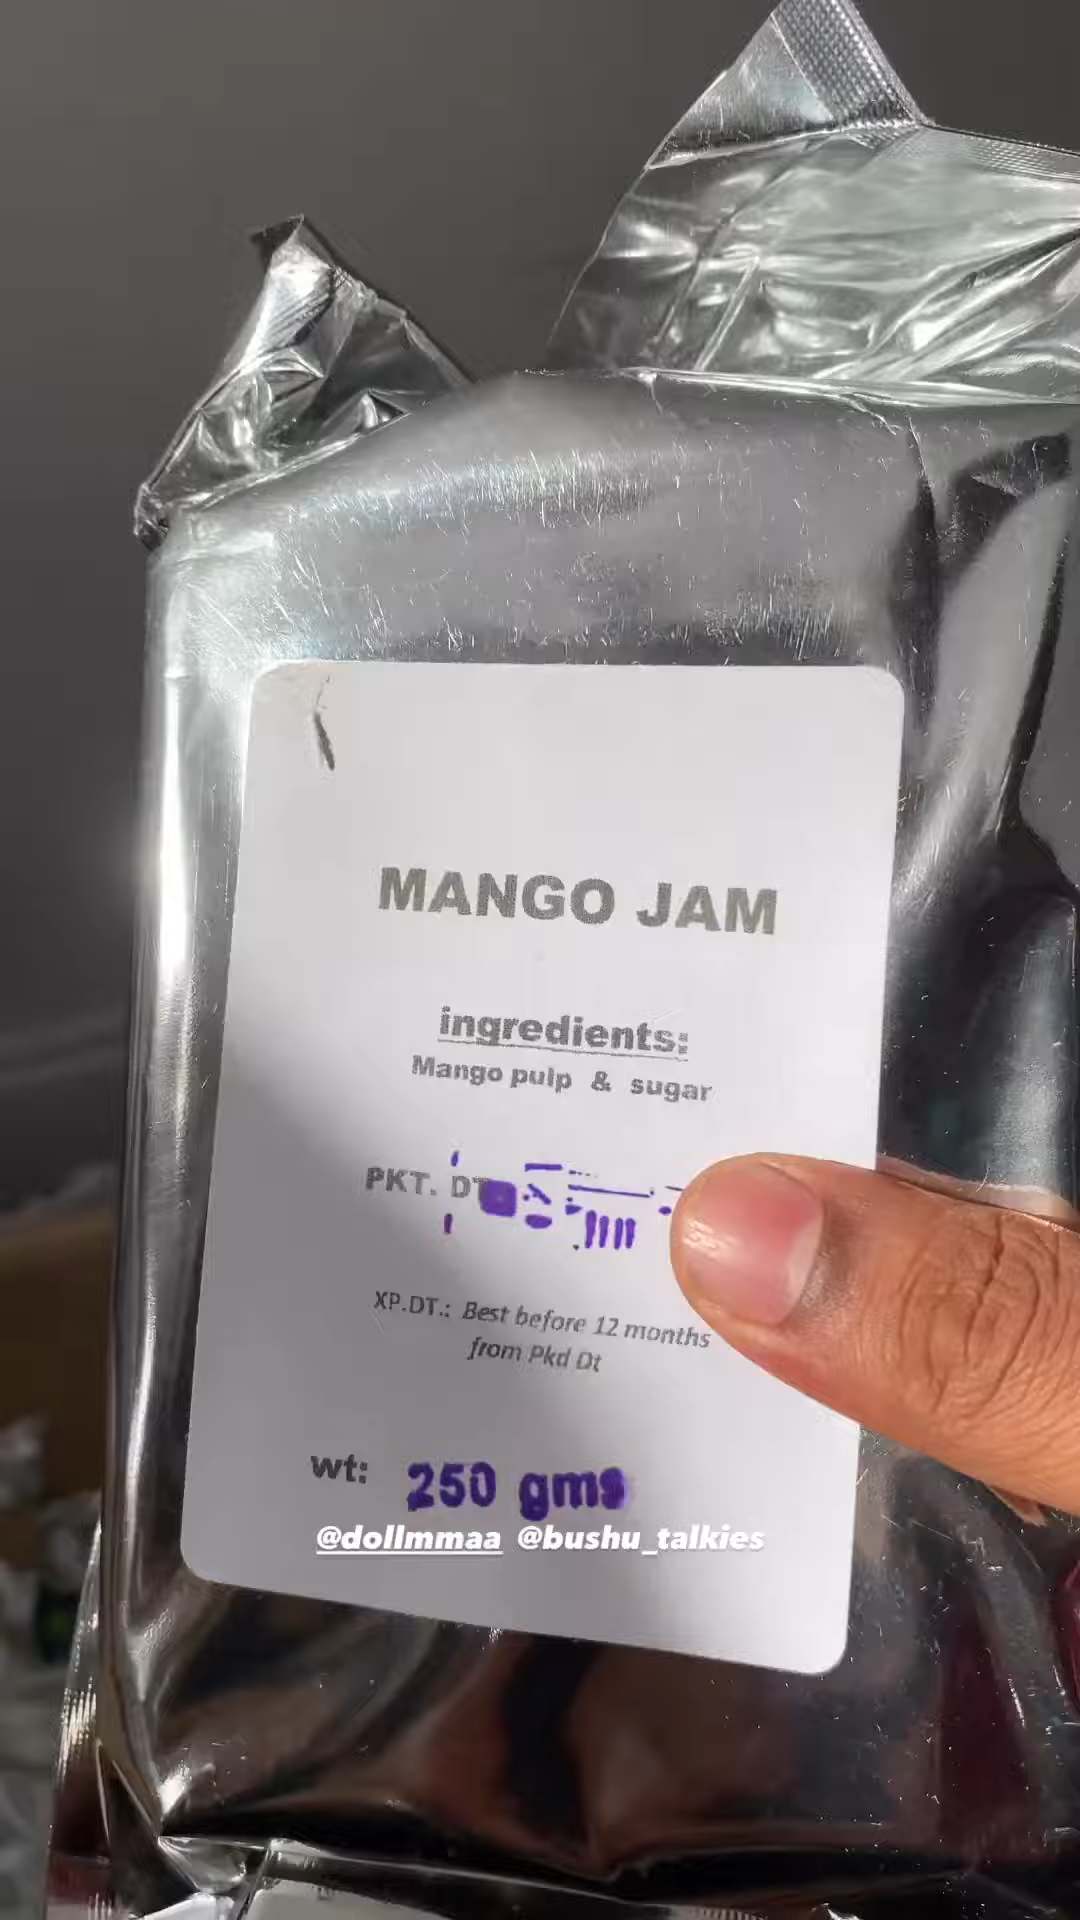 MANGO JAM
ingredients:
Mango pulp & sugar
PKT. DT
XP.DT.: Best before 12 months
from Pkd Dt
wt: 250 gms
@dollmmaa @bushu_talkies